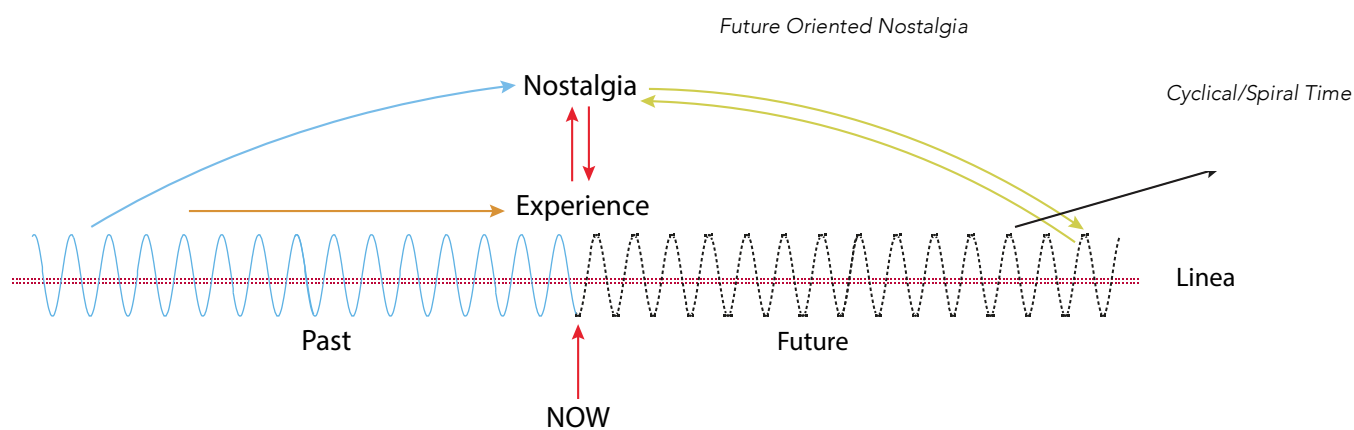 Future Oriented Nostalgia
Nostalgia
Cyclical/Spiral Time
Experience
Linea
Past
Future
NOW